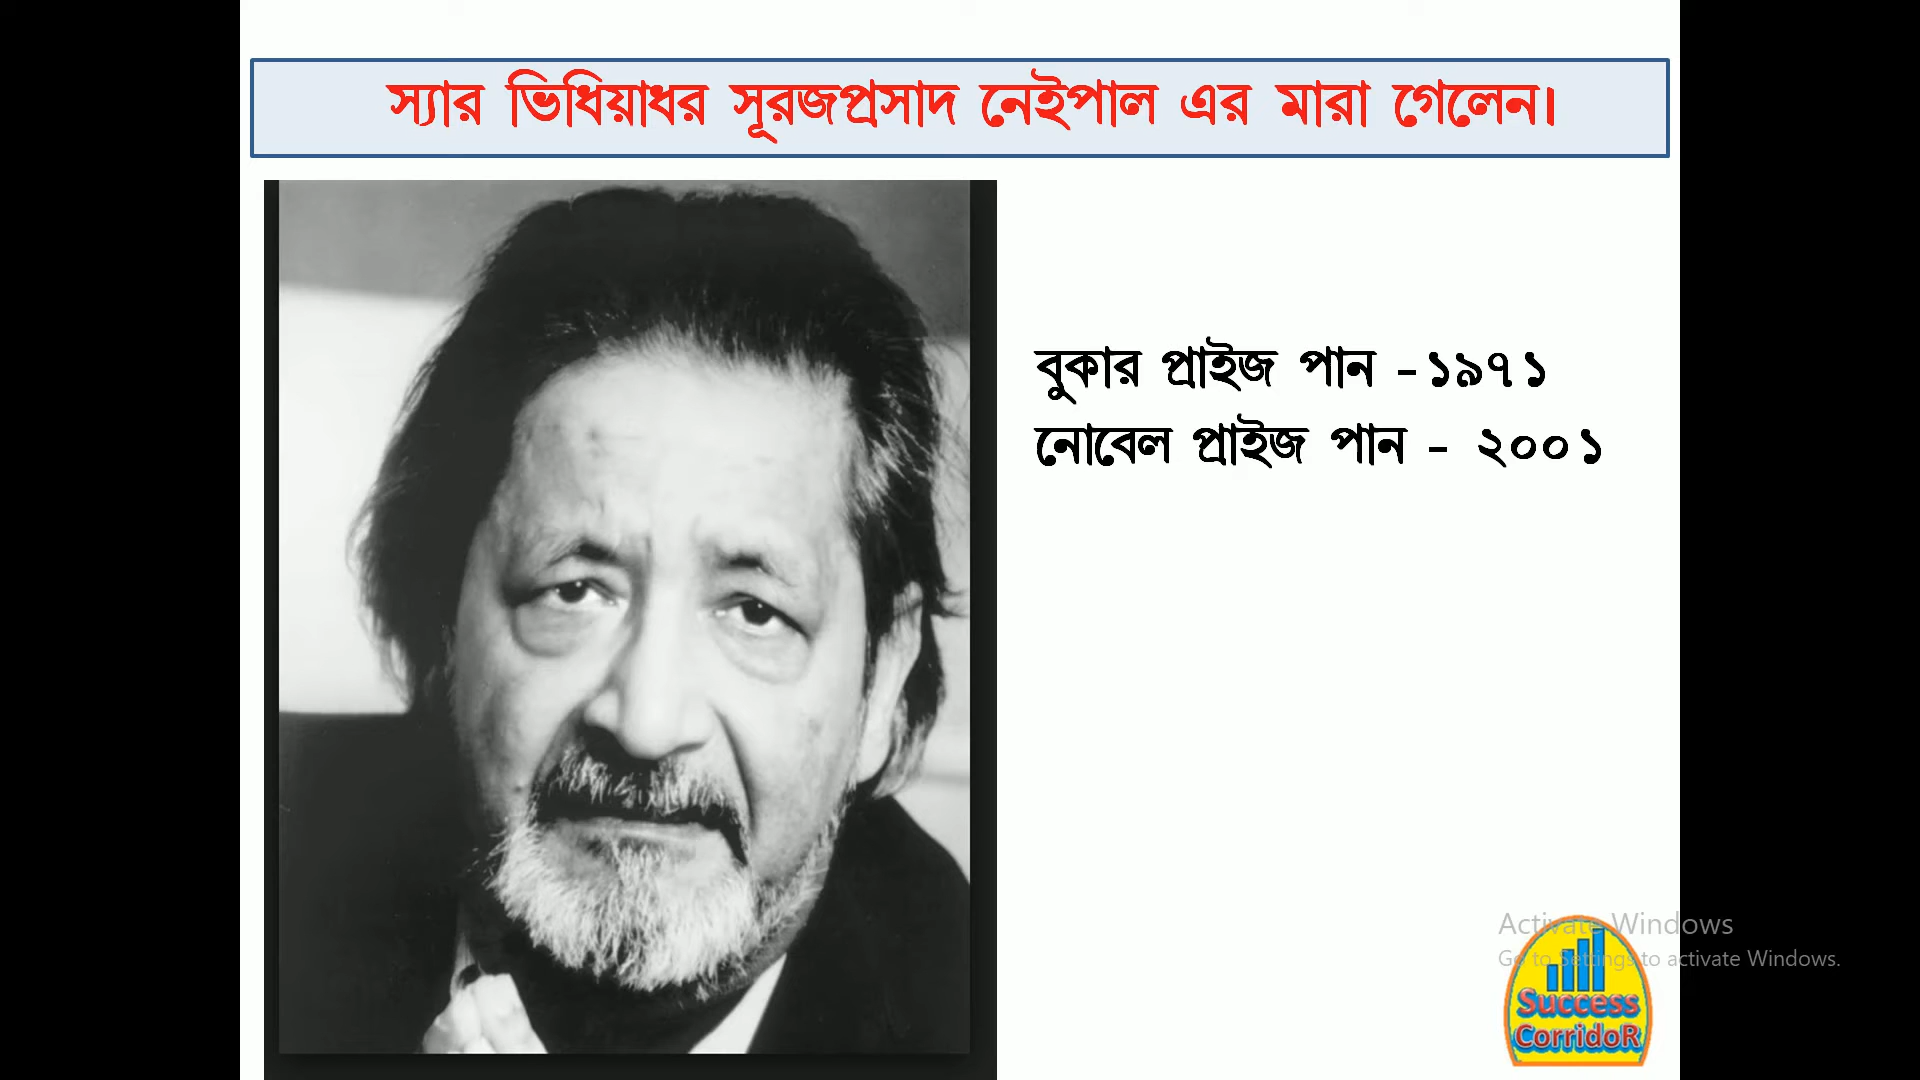 স্যার ভিধিয়াধর সূরজপ্রসাদ নেইপাল এর মারা গেলেন।
বুকার প্রাইজ পান -১৯৭১
নোবেল প্রাইজ পান - ২০০১
Activate Windows
Go to Settings to activate Windows.
Success
CorridoR